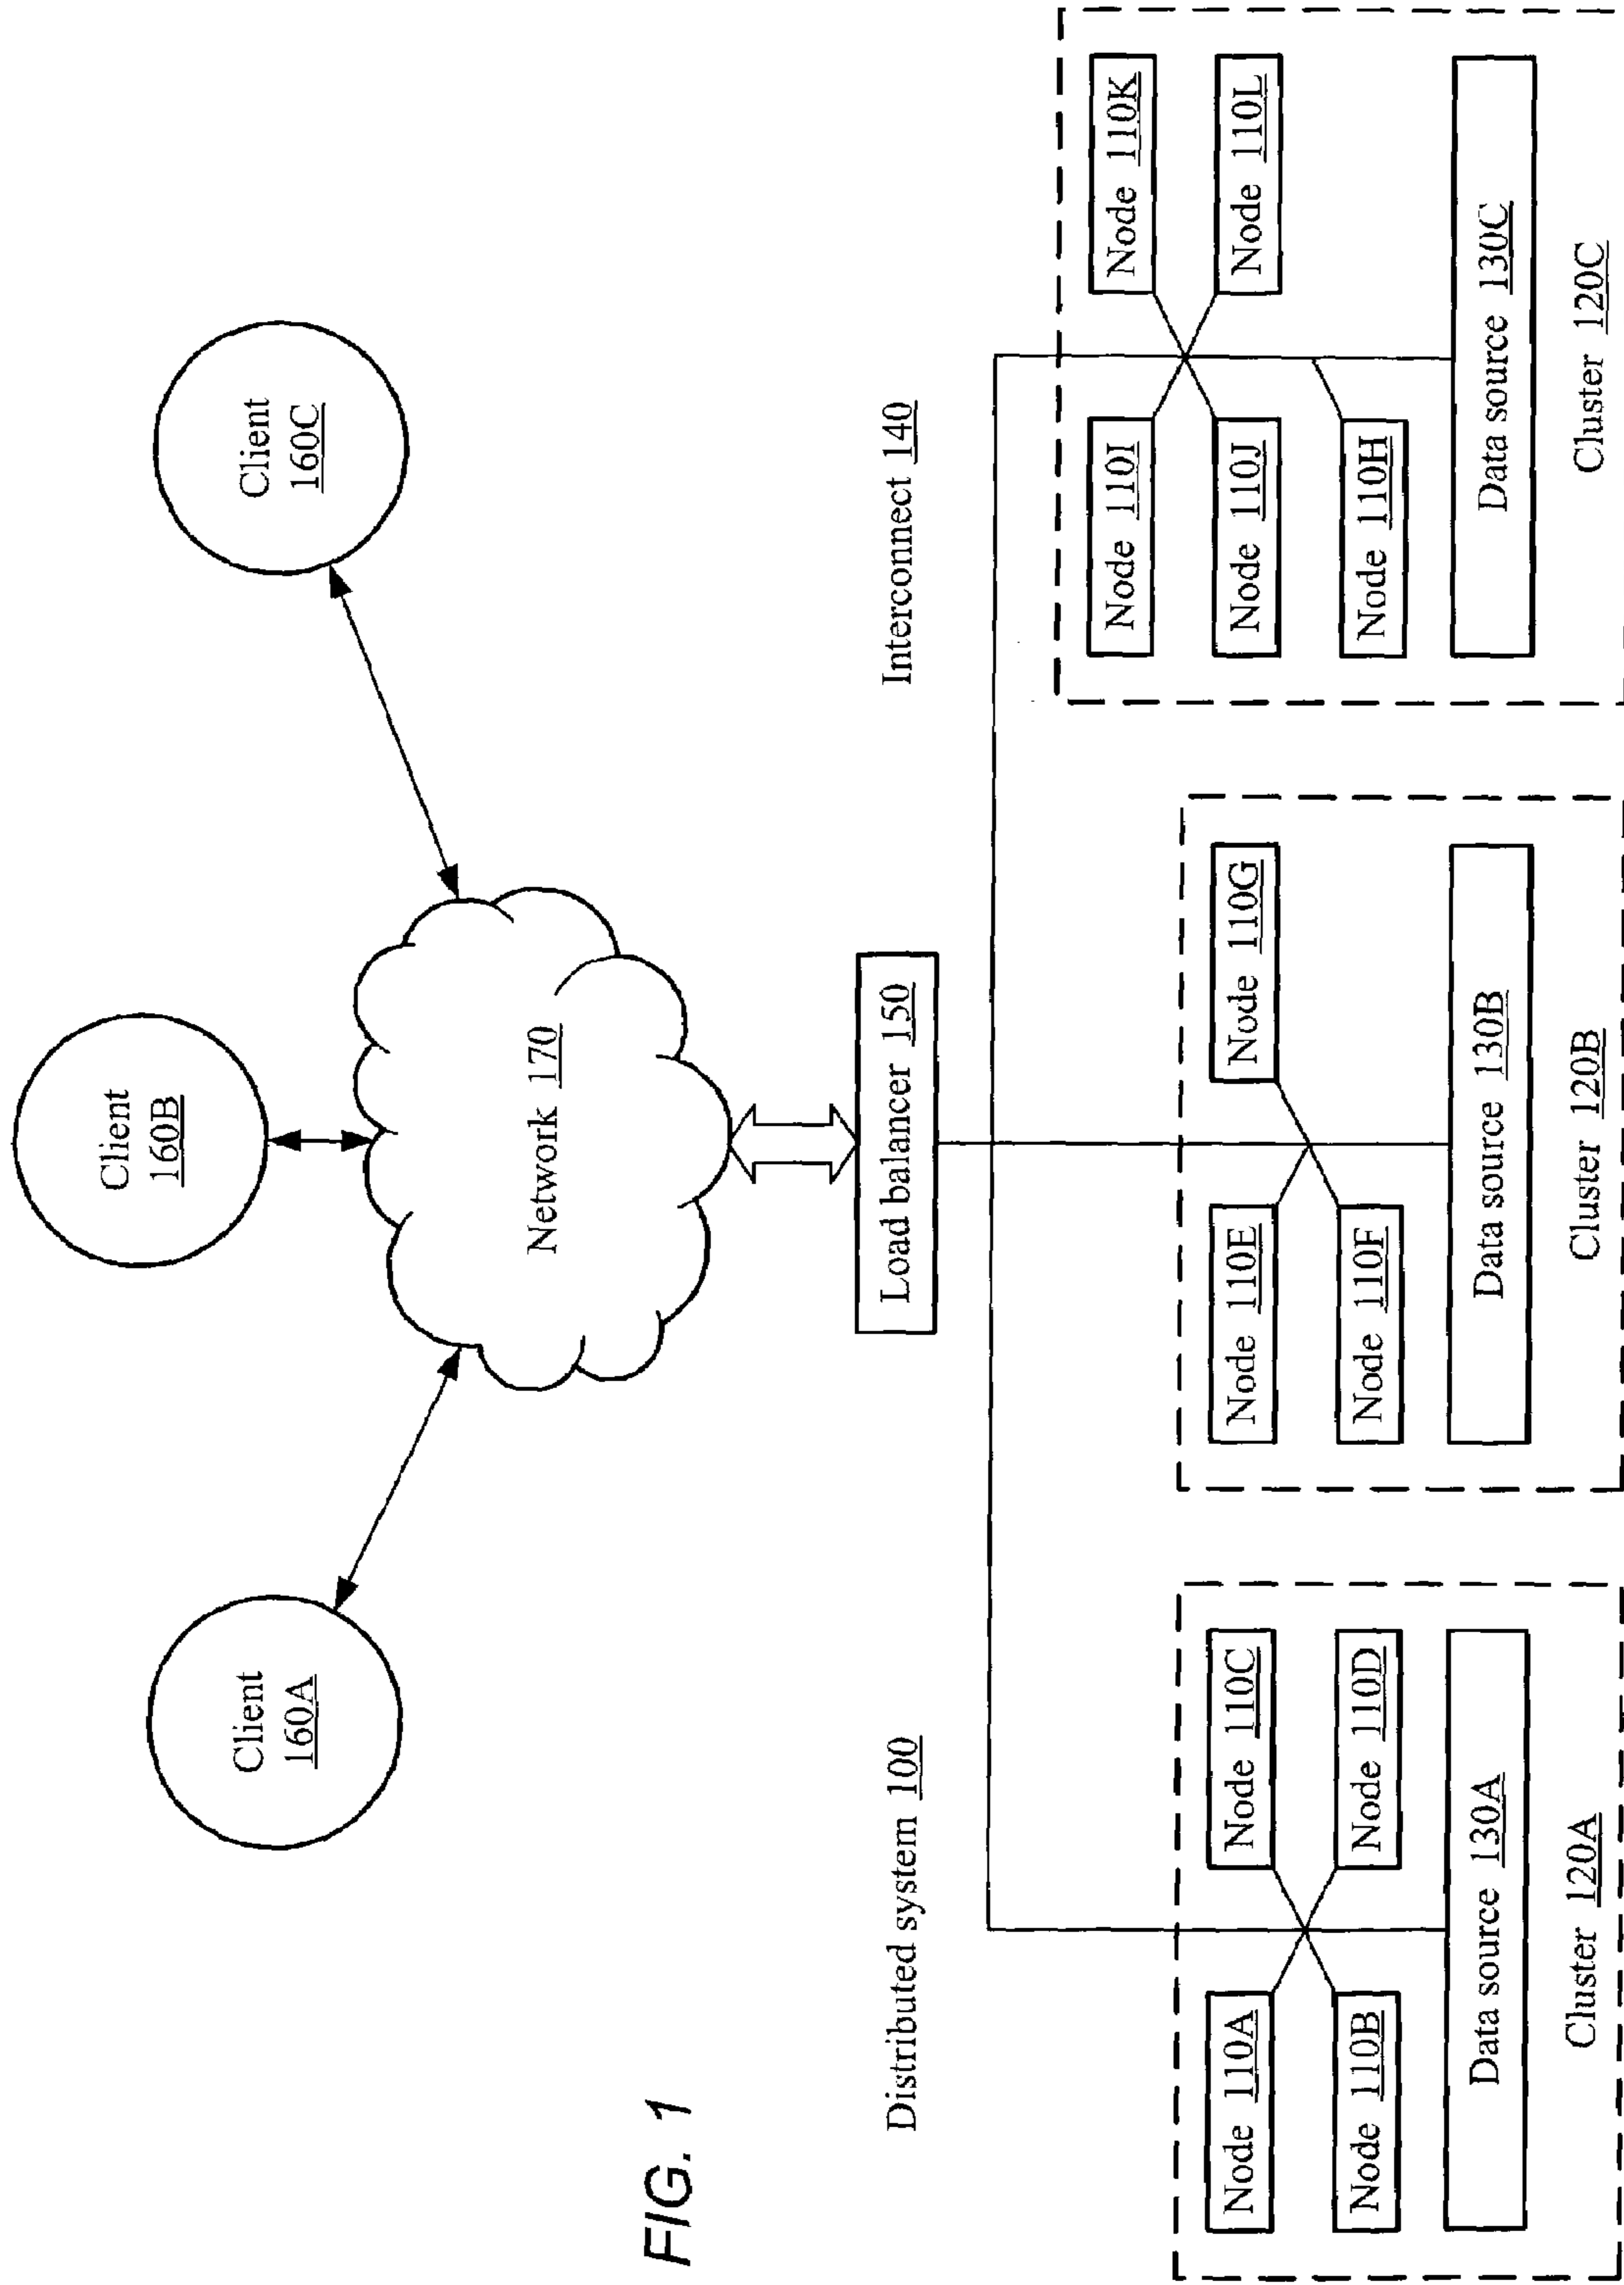 Client
160B
Client
160A
Client
160C
Network 170
FIG. 1
Load balancer 150
Distributed system 100
Interconnect 140
Node 110A
Node 110C
Node 110B
Node 110D
Data source 130A
Cluster 120A
Node 110E
Node 110G
Node 110F
Data source 130B
Cluster 120B
Node 110I
Node 110K
Node 110J
Node 110L
Node 110H
Data source 130C
Cluster 120C